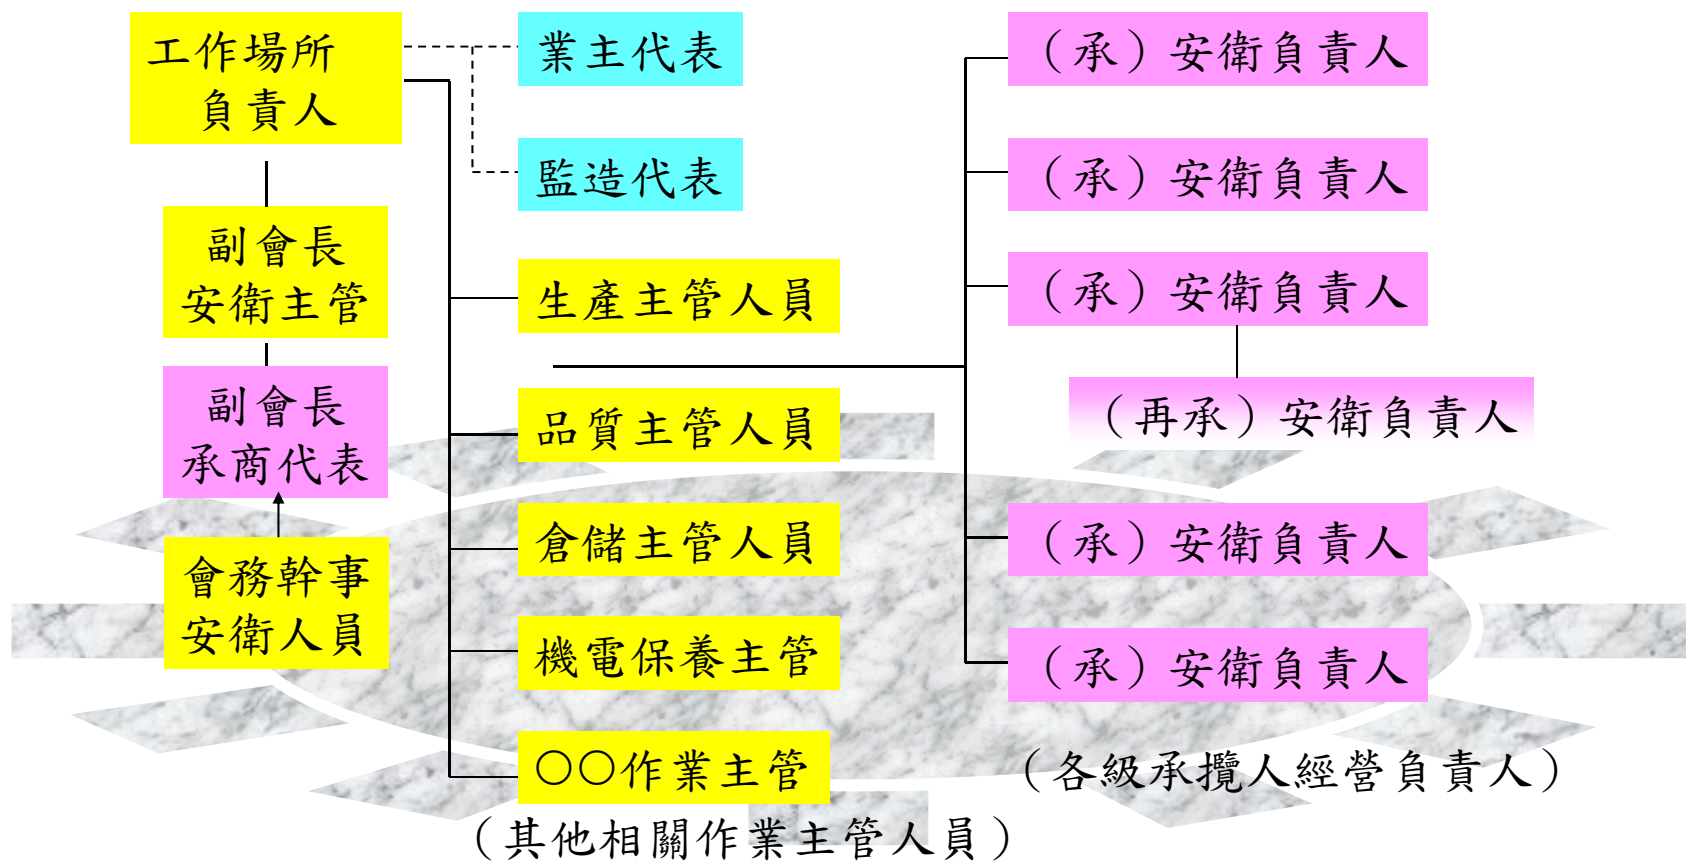 工作場所
負責人
副會長
安衛主管
副會長
承商代表
會務幹事
安衛人員
業主代表
監造代表
生產主管人員
品質主管人員
倉儲主管人員
機電保養主管
○○作業主管
（其他相關作業主管人員）
（承）安衛負責人
（承）安衛負責人
（承）安衛負責人
（再承）安衛負責人
（承）安衛負責人
（承）安衛負責人
（各級承攬人經營負責人）